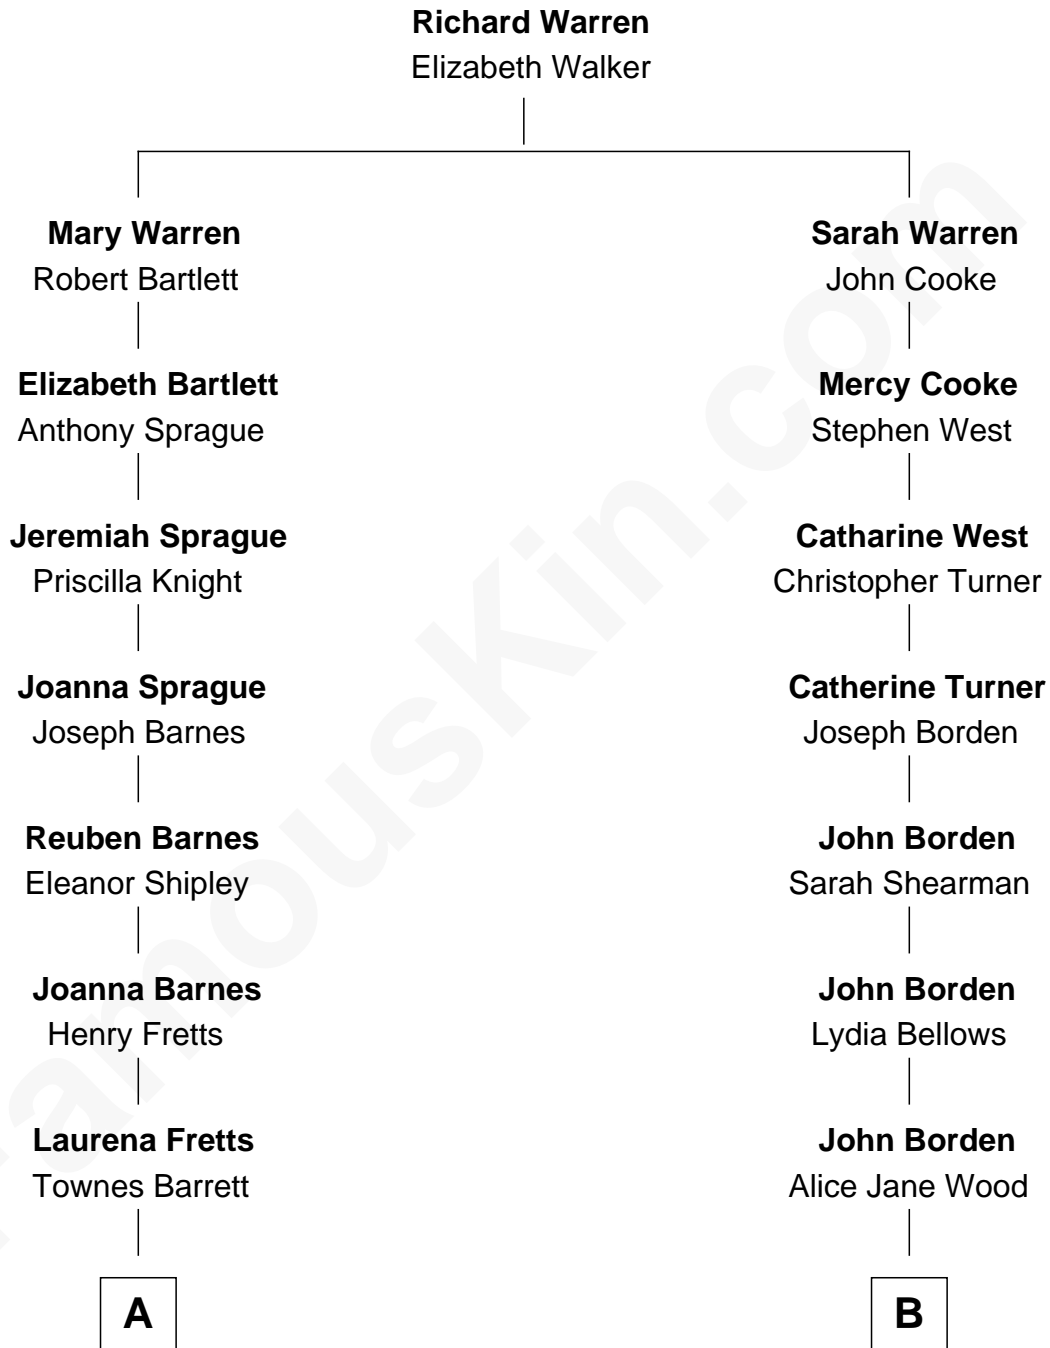 Richard Warren
Elizabeth Walker
Mary Warren
Robert Bartlett
Sarah Warren
John Cooke
Elizabeth Bartlett
Anthony Sprague
Mercy Cooke
Stephen West
Jeremiah Sprague
Priscilla Knight
Catharine West
Christopher Turner
Joanna Sprague
Joseph Barnes
Catherine Turner
Joseph Borden
Reuben Barnes
Eleanor Shipley
John Borden
Sarah Shearman
Joanna Barnes
Henry Fretts
John Borden
Lydia Bellows
Laurena Fretts
Townes Barrett
John Borden
Alice Jane Wood
A
B
FamousKin.com